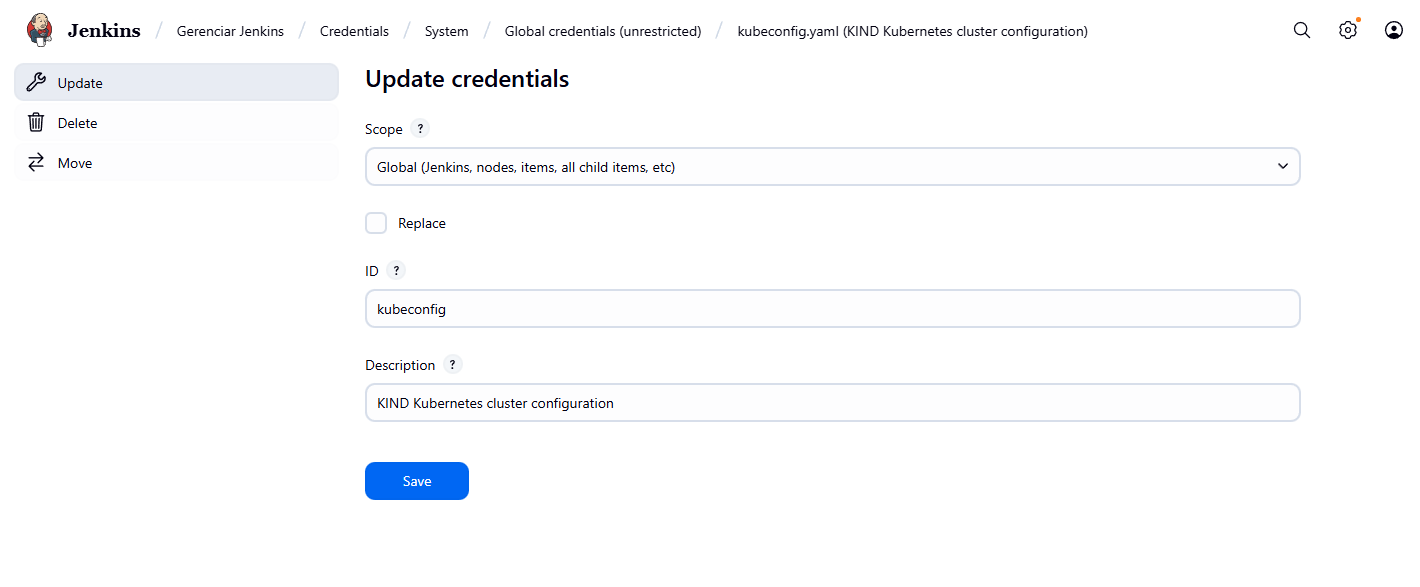 Jenkins / Gerenciar Jenkins / Credentials / System / Global credentials (unrestricted) / kubeconfig.yaml (KIND Kubernetes cluster configuration)
Update
Delete
Move
Update credentials
Scope ?
Global (Jenkins, nodes, items, all child items, etc)
Replace
ID ?
kubeconfig
Description ?
KIND Kubernetes cluster configuration
Save